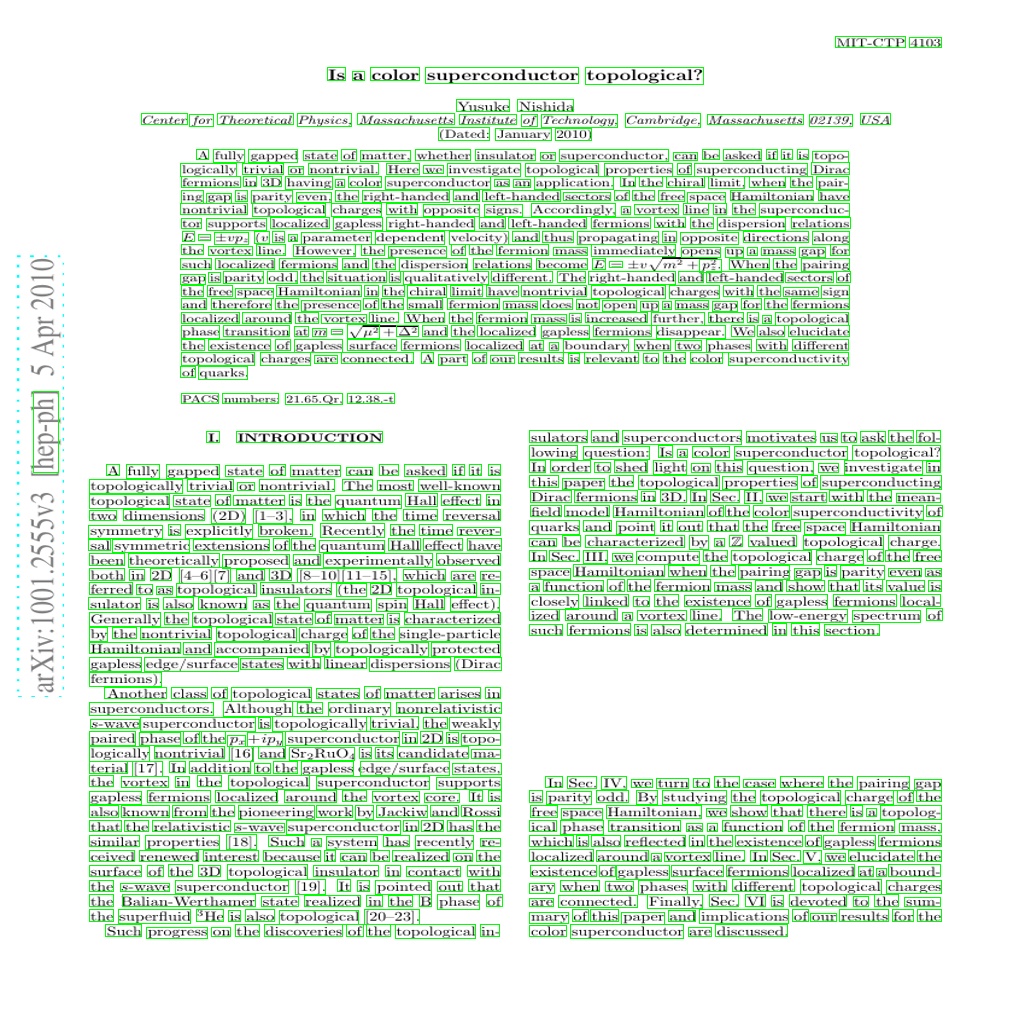 MIT-CTP 4103
Is a color superconductor topological?
Yusuke Nishida
Center for Theoretical Physics, Massachusetts Institute of Technology, Cambridge, Massachusetts 02139, USA
(Dated: January 2010)
A fully gapped state of matter, whether insulator or superconductor, can be asked if it is topo-
logically trivial or nontrivial. Here we investigate topological properties of superconducting Dirac
fermions in 3D having a color superconductor as an application. In the chiral limit, when the pair-
ing gap is parity even, the right-handed and left-handed sectors of the free space Hamiltonian have
nontrivial topological charges with opposite signs. Accordingly, a vortex line in the superconduc-
tor supports localized gapless right-handed and left-handed fermions with the dispersion relations
E = ±vp_z (v is a parameter dependent velocity) and thus propagating in opposite directions along
the vortex line. However, the presence of the fermion mass immediately opens up a mass gap for
such localized fermions and the dispersion relations become E = ±v√(m² + p_z²). When the pairing
gap is parity odd, the situation is qualitatively different. The right-handed and left-handed sectors of
the free space Hamiltonian in the chiral limit have nontrivial topological charges with the same sign
and therefore the presence of the small fermion mass does not open up a mass gap for the fermions
localized around the vortex line. When the fermion mass is increased further, there is a topological
phase transition at m = √(μ² + Δ²) and the localized gapless fermions disappear. We also elucidate
the existence of gapless surface fermions localized at a boundary when two phases with different
topological charges are connected. A part of our results is relevant to the color superconductivity
of quarks.
PACS numbers: 21.65.Qr, 12.38.-t
arXiv:1001.2555v3 [hep-ph] 5 Apr 2010
I. INTRODUCTION
A fully gapped state of matter can be asked if it is
topologically trivial or nontrivial. The most well-known
topological state of matter is the quantum Hall effect in
two dimensions (2D) [1–3], in which the time reversal
symmetry is explicitly broken. Recently the time rever-
sal symmetric extensions of the quantum Hall effect have
been theoretically proposed and experimentally observed
both in 2D [4–6][7] and 3D [8–10][11–15], which are re-
ferred to as topological insulators (the 2D topological in-
sulator is also known as the quantum spin Hall effect).
Generally the topological state of matter is characterized
by the nontrivial topological charge of the single-particle
Hamiltonian and accompanied by topologically protected
gapless edge/surface states with linear dispersions (Dirac
fermions).
Another class of topological states of matter arises in
superconductors. Although the ordinary nonrelativistic
s-wave superconductor is topologically trivial, the weakly
paired phase of the p_x+ip_y superconductor in 2D is topo-
logically nontrivial [16] and Sr₂RuO₄ is its candidate ma-
terial [17]. In addition to the gapless edge/surface states,
the vortex in the topological superconductor supports
gapless fermions localized around the vortex core. It is
also known from the pioneering work by Jackiw and Rossi
that the relativistic s-wave superconductor in 2D has the
similar properties [18]. Such a system has recently re-
ceived renewed interest because it can be realized on the
surface of the 3D topological insulator in contact with
the s-wave superconductor [19]. It is pointed out that
the Balian-Werthamer state realized in the B phase of
the superfluid ³He is also topological [20–23].
Such progress on the discoveries of the topological in-
sulators and superconductors motivates us to ask the fol-
lowing question: Is a color superconductor topological?
In order to shed light on this question, we investigate in
this paper the topological properties of superconducting
Dirac fermions in 3D. In Sec. II, we start with the mean-
field model Hamiltonian of the color superconductivity of
quarks and point it out that the free space Hamiltonian
can be characterized by a ℤ valued topological charge.
In Sec. III, we compute the topological charge of the free
space Hamiltonian when the pairing gap is parity even as
a function of the fermion mass and show that its value is
closely linked to the existence of gapless fermions local-
ized around a vortex line. The low-energy spectrum of
such fermions is also determined in this section.
In Sec. IV, we turn to the case where the pairing gap
is parity odd. By studying the topological charge of the
free space Hamiltonian, we show that there is a topolog-
ical phase transition as a function of the fermion mass,
which is also reflected in the existence of gapless fermions
localized around a vortex line. In Sec. V, we elucidate the
existence of gapless surface fermions localized at a bound-
ary when two phases with different topological charges
are connected. Finally, Sec. VI is devoted to the sum-
mary of this paper and implications of our results for the
color superconductor are discussed.